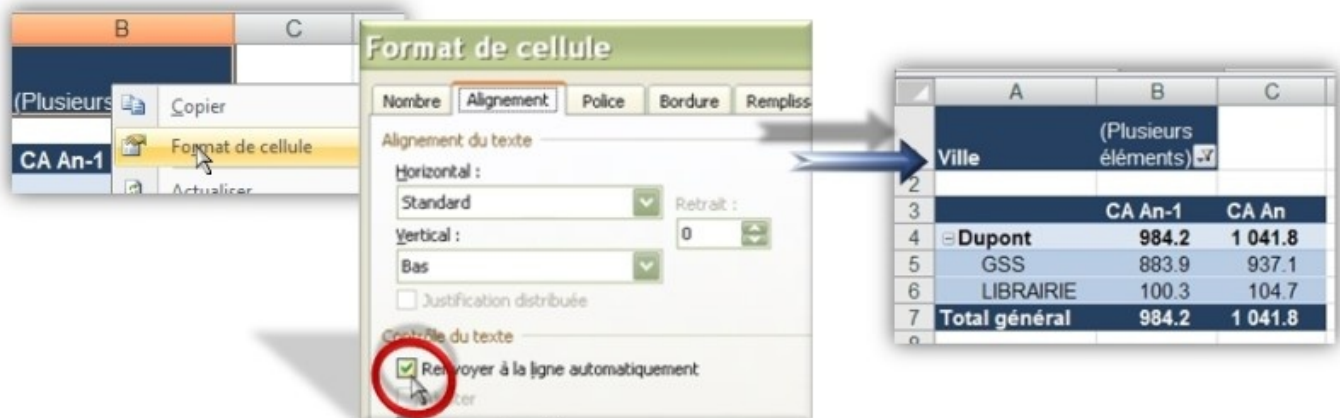 B C
(Plusieurs
Copier
Format de cellule
CA An-1
Actualiser
Format de cellule
Nombre Alignement Police Bordure Rempliss
Alignement du texte
Horizontal :
Standard
Retrait :
0
Vertical :
Bas
Justification distribuée
Contrôle du texte
Renvoyer à la ligne automatiquement
A B C
Ville (Plusieurs
éléments)
2
3 CA An-1 CA An
4 Dupont 984.2 1 041.8
5 GSS 883.9 937.1
6 LIBRAIRIE 100.3 104.7
7 Total général 984.2 1 041.8